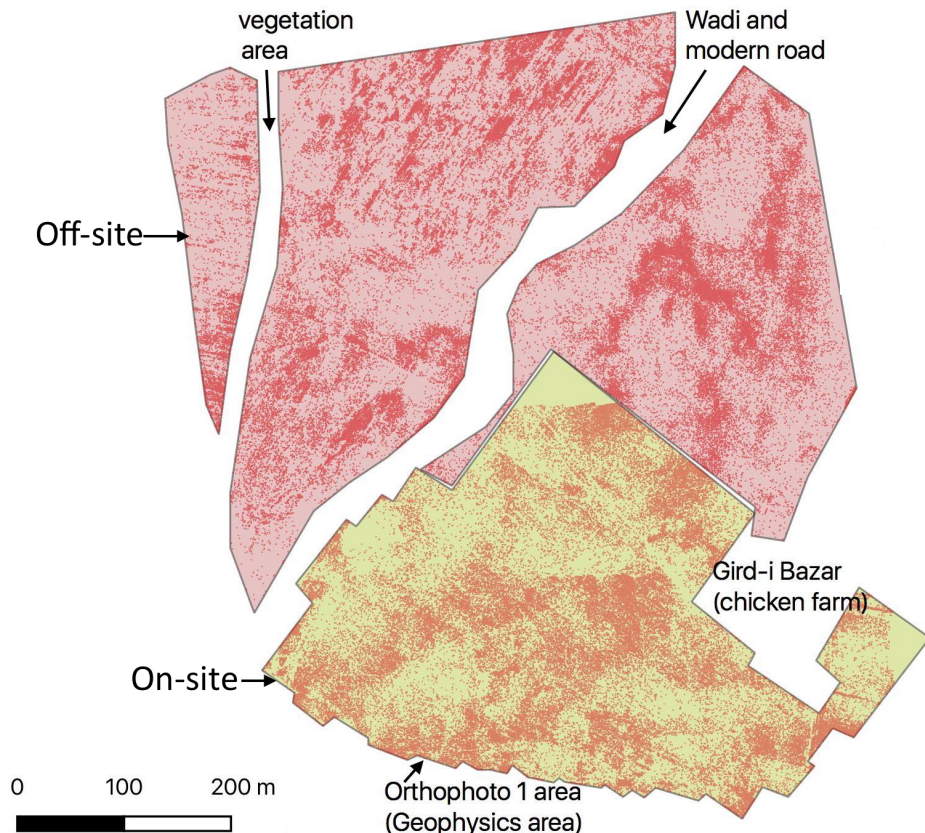 vegetation
area
Wadi and
modern road
Off-site
Gird-i Bazar
(chicken farm)
On-site
0 100 200 m
Orthophoto 1 area
(Geophysics area)